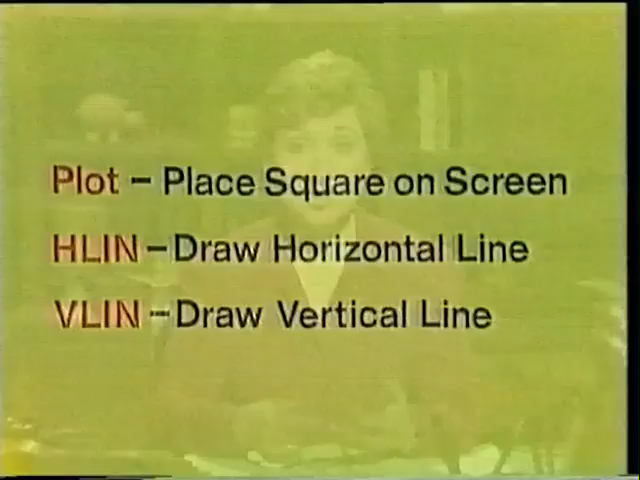 Plot – Place Square on Screen
HLIN – Draw Horizontal Line
VLIN – Draw Vertical Line